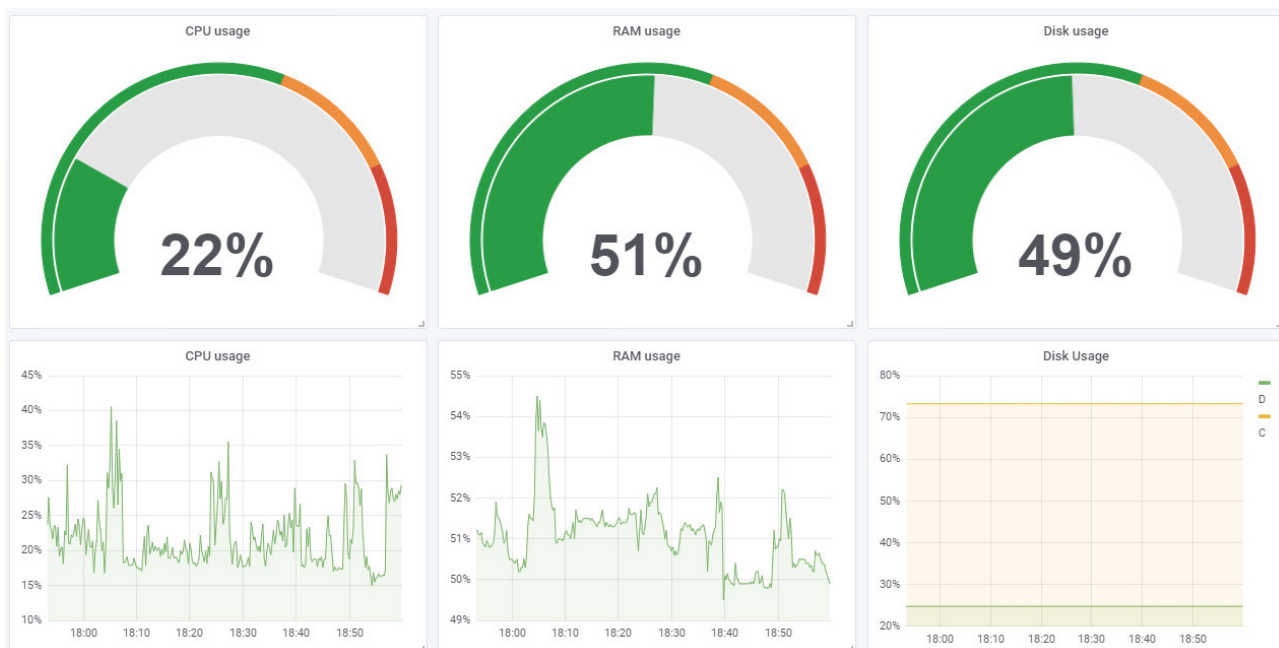 CPU usage
RAM usage
Disk usage
22%
51%
49%
CPU usage
45%
40%
35%
30%
25%
20%
15%
10%
18:00 18:10 18:20 18:30 18:40 18:50
RAM usage
55%
54%
53%
52%
51%
50%
49%
18:00 18:10 18:20 18:30 18:40 18:50
Disk Usage
80%
70%
60%
50%
40%
30%
20%
18:00 18:10 18:20 18:30 18:40 18:50
D
C